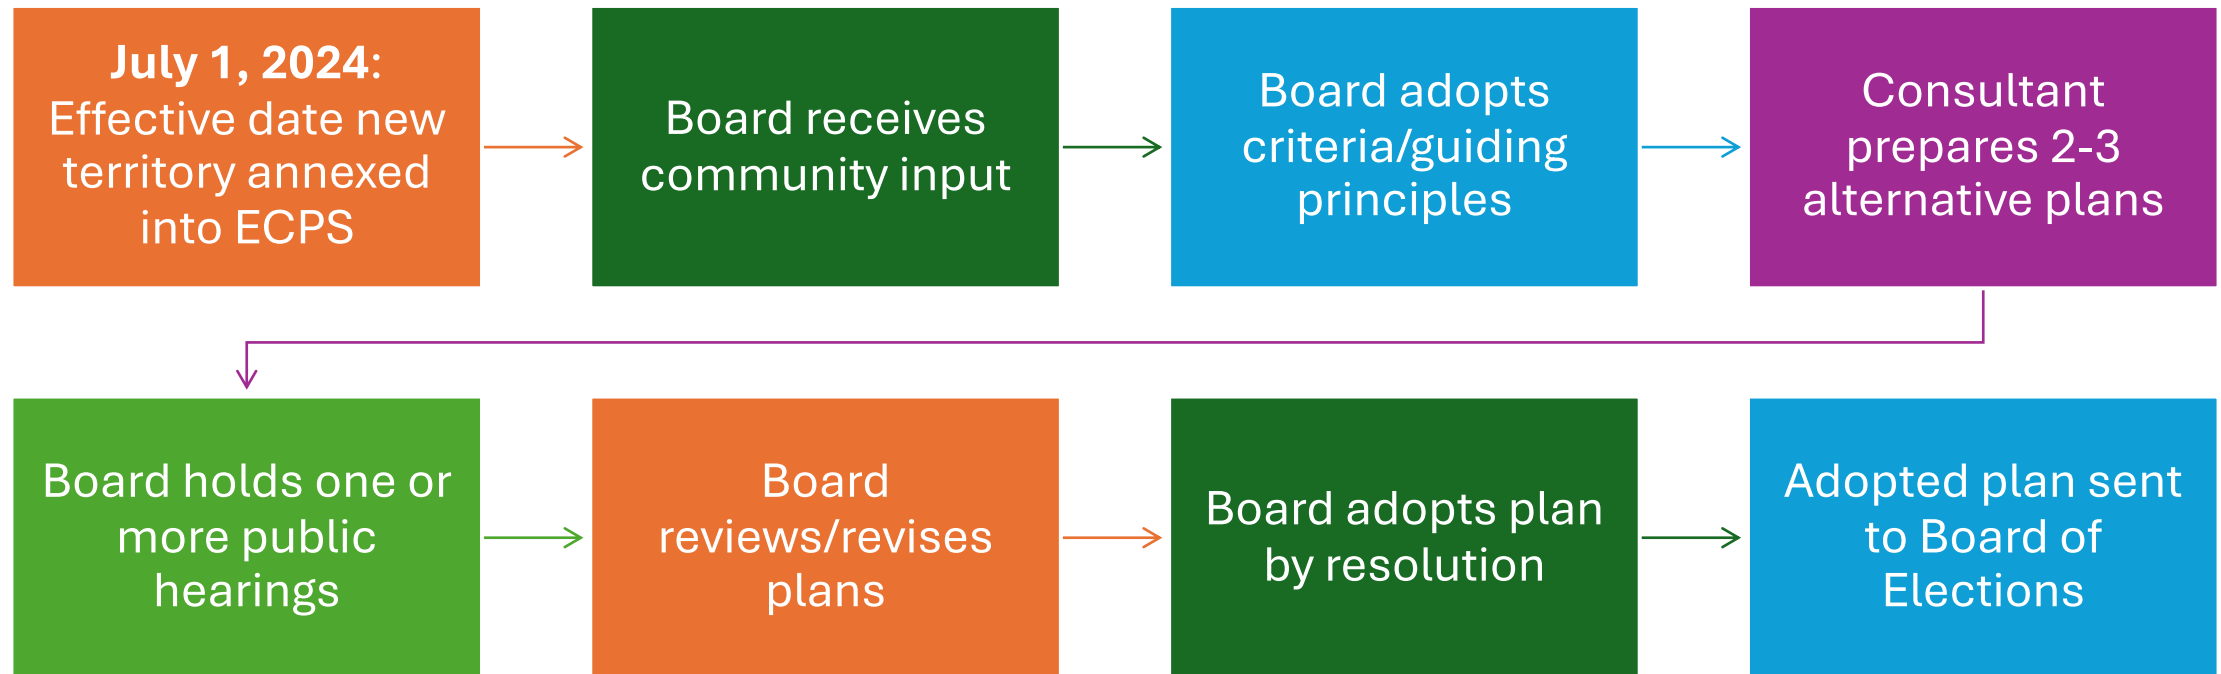 July 1, 2024:
Effective date new
territory annexed
into ECPS
Board receives
community input
Board adopts
criteria/guiding
principles
Consultant
prepares 2-3
alternative plans
Board holds one or
more public
hearings
Board
reviews/revises
plans
Board adopts plan
by resolution
Adopted plan sent
to Board of
Elections